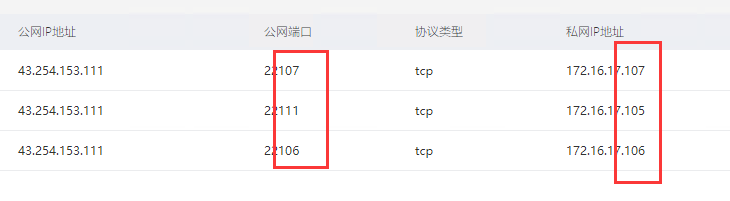 公网IP地址 公网端口 协议类型 私网IP地址
43.254.153.111 22107 tcp 172.16.17.107
43.254.153.111 22111 tcp 172.16.17.105
43.254.153.111 22106 tcp 172.16.17.106